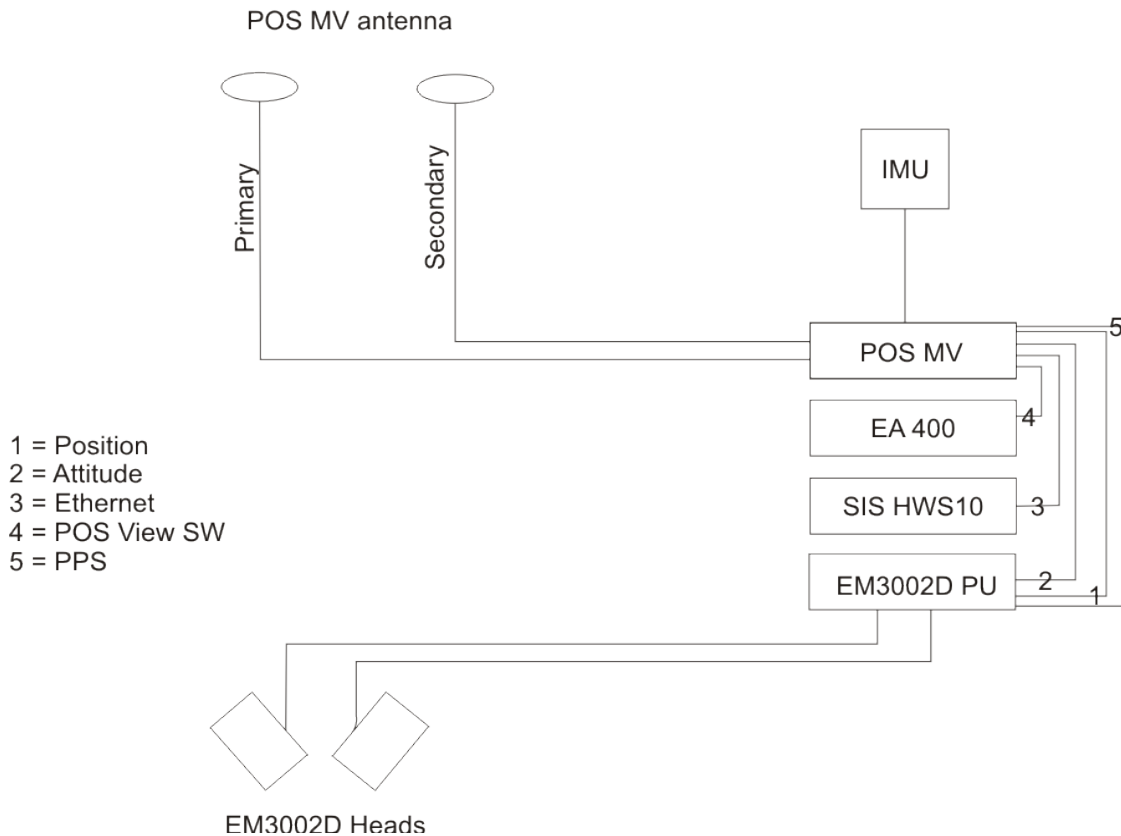 POS MV antenna
Primary
Secondary
IMU
POS MV
5
EA 400
4
1 = Position
2 = Attitude
3 = Ethernet
4 = POS View SW
5 = PPS
SIS HWS10
3
EM3002D PU
2
1
EM3002D Heads